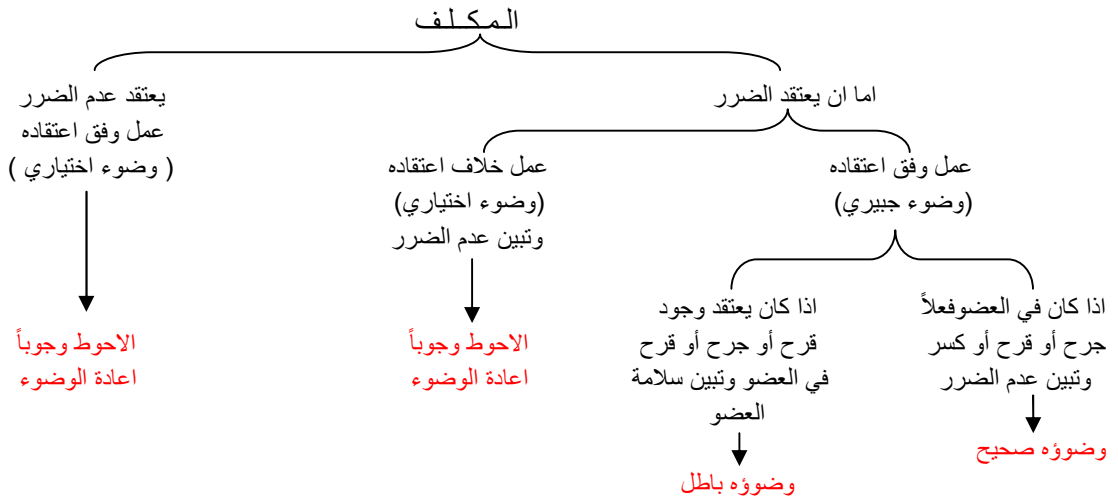 المكلف
اما ان يعتقد الضرر
يعتقد عدم الضرر
عمل وفق اعتقاده
( وضوء اختياري )
عمل وفق اعتقاده
(وضوء جبيري)
عمل خلاف اعتقاده
(وضوء اختياري)
وتبين عدم الضرر
اذا كان في العضوفعلاً
جرح أو قرح أو كسر
وتبين عدم الضرر
وضوؤه صحيح
اذا كان يعتقد وجود
قرح أو جرح أو قرح
في العضو وتبين سلامة
العضو
وضوؤه باطل
الاحوط وجوباً
اعادة الوضوء
الاحوط وجوباً
اعادة الوضوء